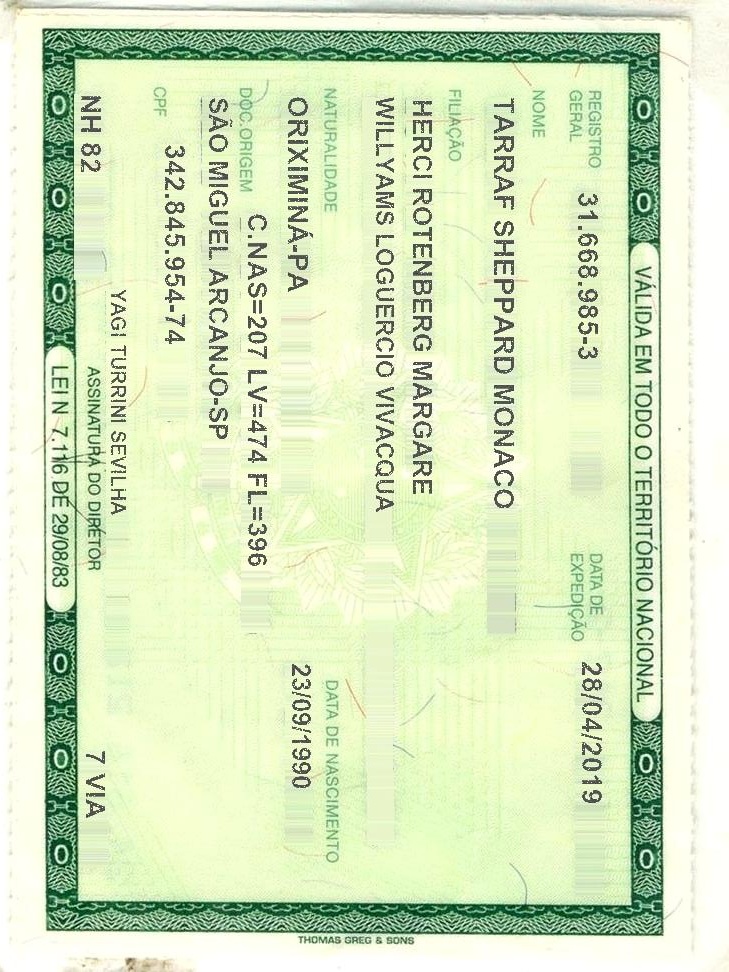 VÁLIDA EM TODO O TERRITÓRIO NACIONAL
REGISTRO GERAL 31.668.985-3 DATA DE EXPEDIÇÃO 28/04/2019
NOME
TARRAF SHEPPARD MONACO
FILIAÇÃO
HERCI ROTENBERG MARGARE
WILLYAMS LOGUERCIO VIVACQUA
NATURALIDADE DATA DE NASCIMENTO
ORIXIMINÁ-PA 23/09/1990
DOC.ORIGEM C.NAS=207 LV=474 FL=396
SÃO MIGUEL ARCANJO-SP
CPF 342.845.954-74
YAGI TURRINI SEVILHA
NH 82 ASSINATURA DO DIRETOR 7 VIA
LEI N 7.116 DE 29/08/83
THOMAS GREG & SONS